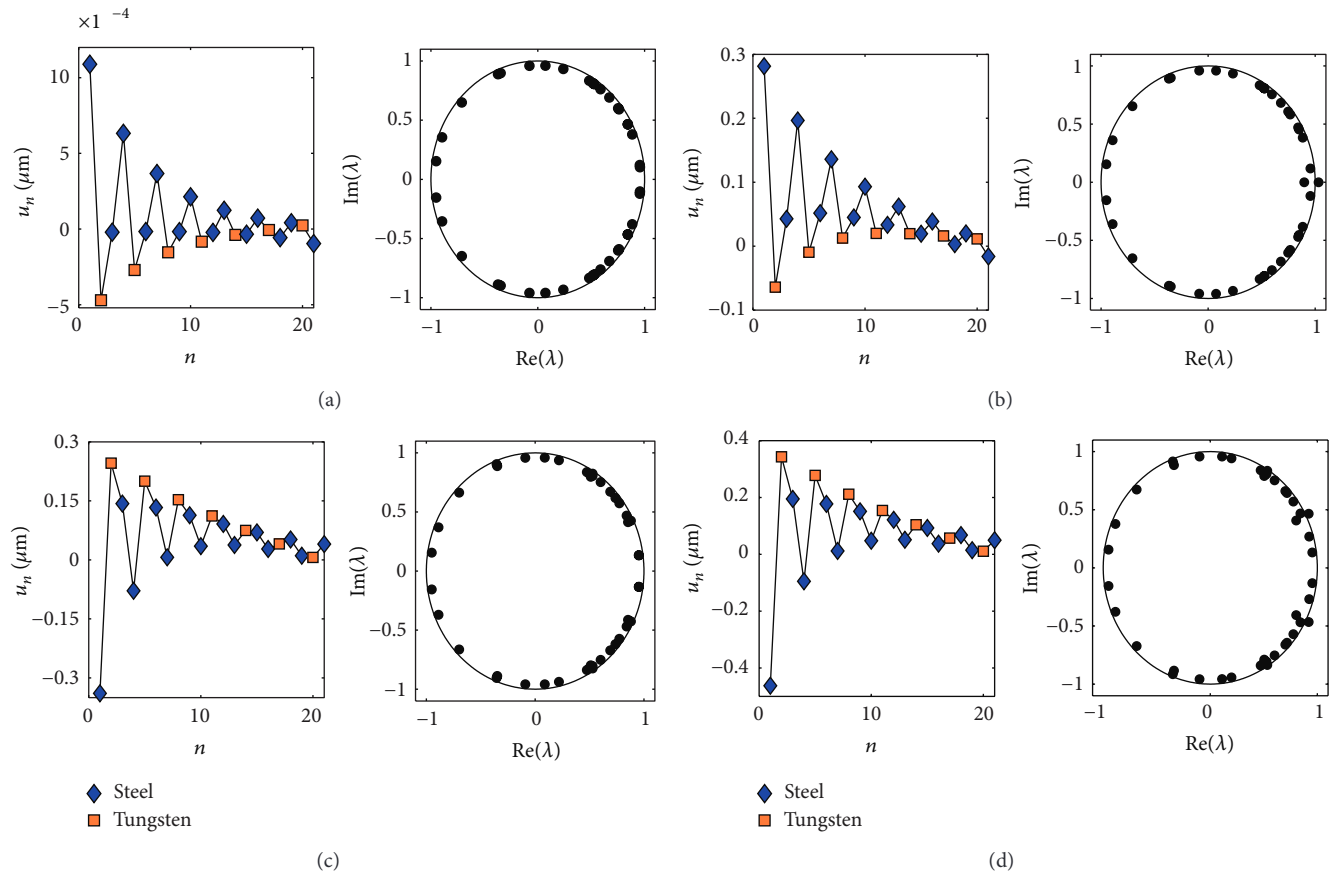 ×1 −4
10
5
0
−5
0
10
20
u_n (μm)
n
1
0.5
0
−0.5
−1
−1
0
1
Im(λ)
Re(λ)
(a)
0.3
0.2
0.1
0
−0.1
0
10
20
u_n (μm)
n
1
0.5
0
−0.5
−1
−1
0
1
Im(λ)
Re(λ)
(b)
0.3
0.15
0
−0.15
−0.3
0
10
20
u_n (μm)
n
1
0.5
0
−0.5
−1
−1
0
1
Im(λ)
Re(λ)
Steel
Tungsten
(c)
0.4
0.2
0
−0.2
−0.4
0
10
20
u_n (μm)
n
1
0.5
0
−0.5
−1
−1
0
1
Im(λ)
Re(λ)
Steel
Tungsten
(d)